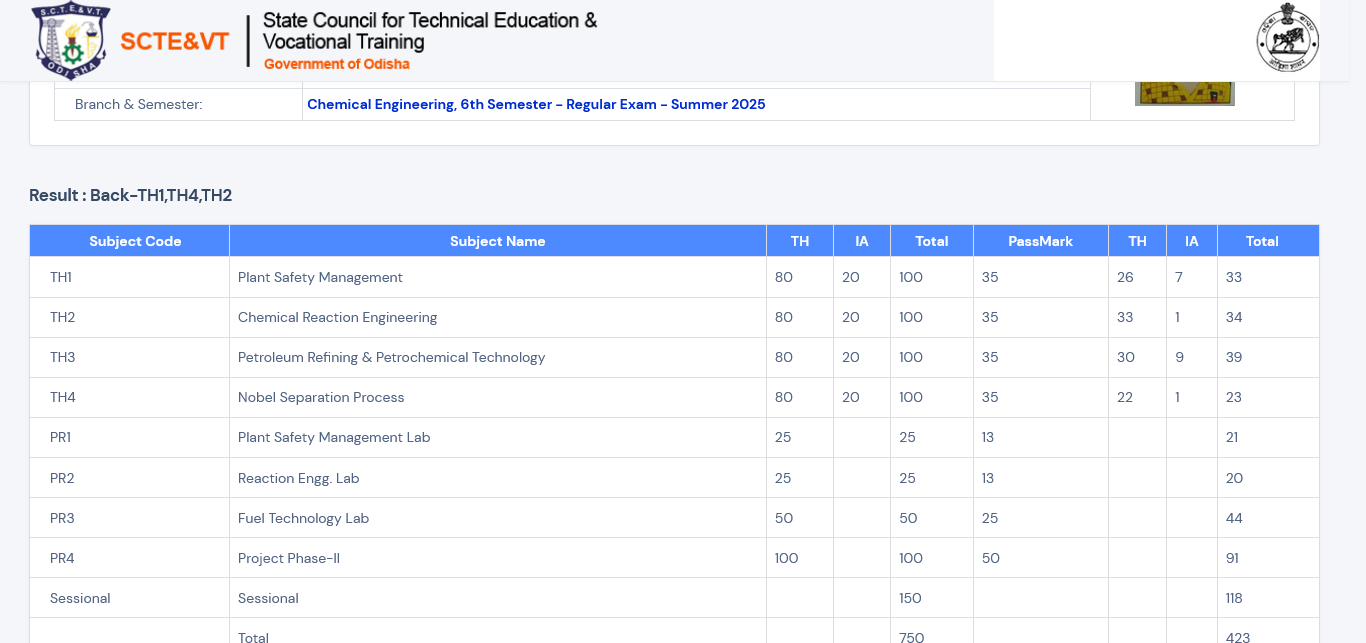 S.C.T.E.&V.T.
ODISHA
SCTE&VT
State Council for Technical Education &
Vocational Training
Government of Odisha
Branch & Semester: Chemical Engineering, 6th Semester - Regular Exam - Summer 2025
Result : Back-TH1,TH4,TH2
Subject Code Subject Name TH IA Total PassMark TH IA Total
TH1 Plant Safety Management 80 20 100 35 26 7 33
TH2 Chemical Reaction Engineering 80 20 100 35 33 1 34
TH3 Petroleum Refining & Petrochemical Technology 80 20 100 35 30 9 39
TH4 Nobel Separation Process 80 20 100 35 22 1 23
PR1 Plant Safety Management Lab 25 25 13 21
PR2 Reaction Engg. Lab 25 25 13 20
PR3 Fuel Technology Lab 50 50 25 44
PR4 Project Phase-II 100 100 50 91
Sessional Sessional 150 118
Total 750 423